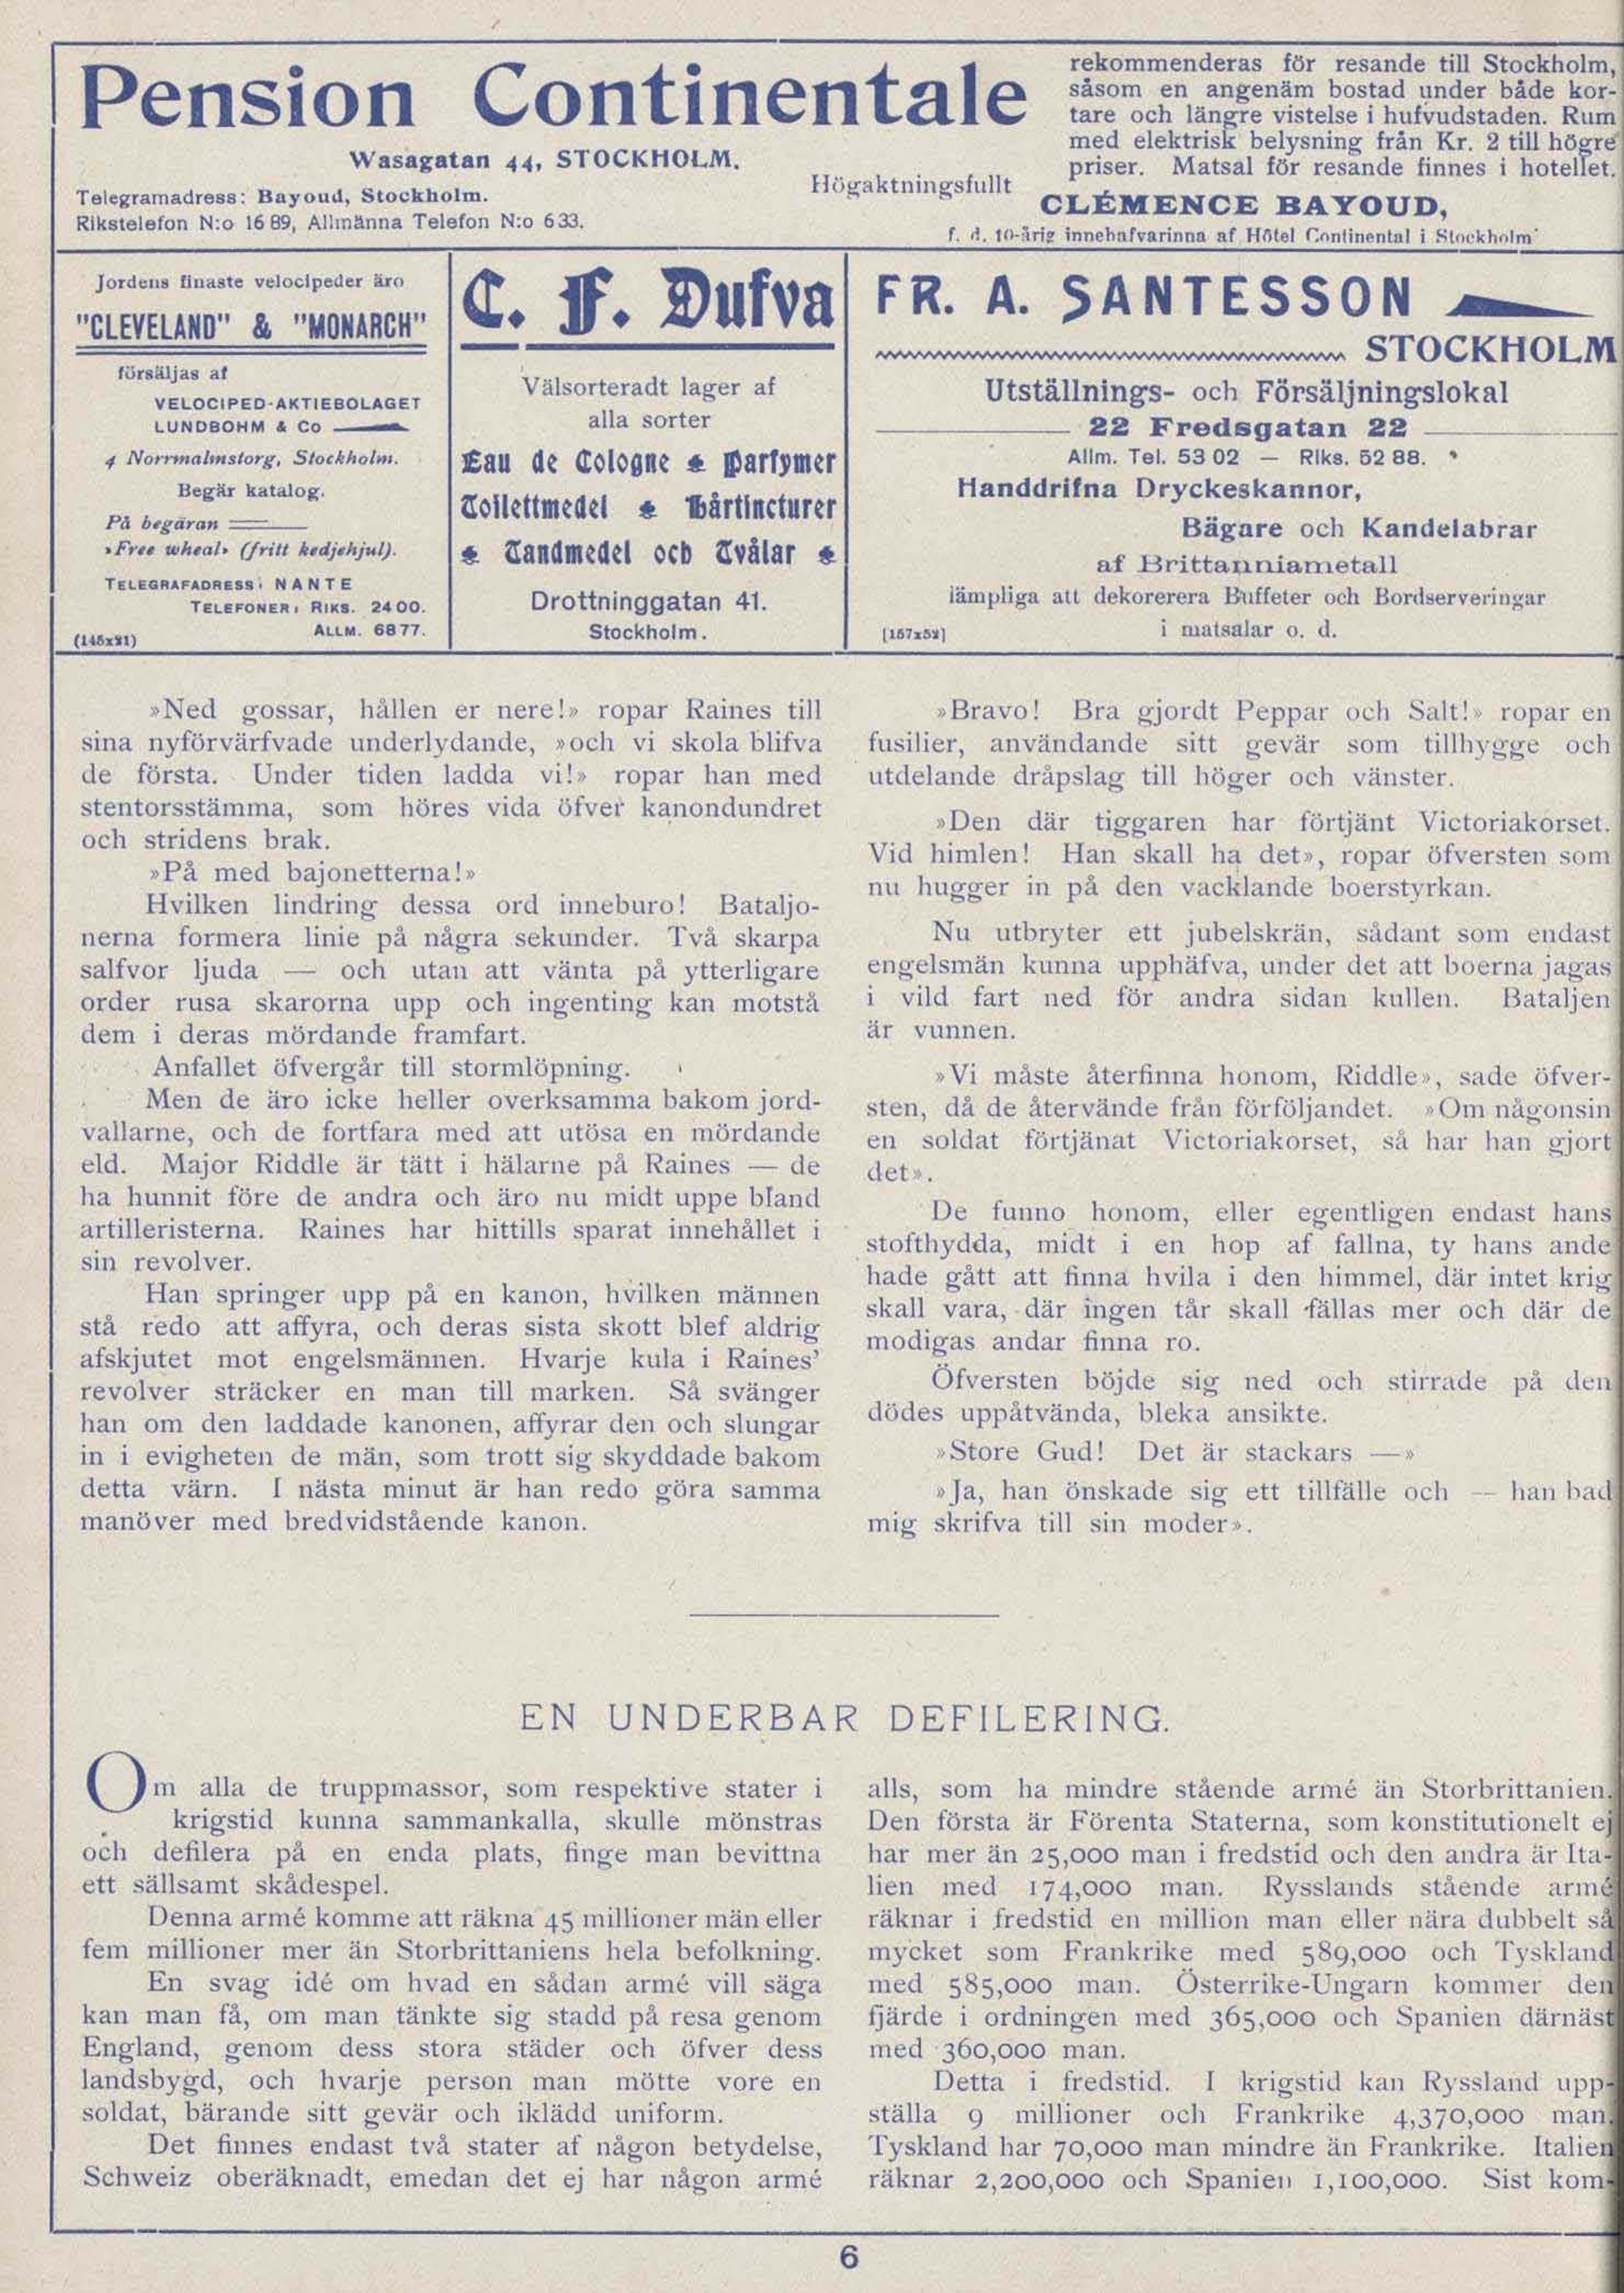 Pension Continentale
Wasagatan 44, STOCKHOLM.
Telegramadress: Bayoud, Stockholm.
Rikstelefon N:o 16 89, Allmänna Telefon N:o 6 33.
rekommenderas för resande till Stockholm,
såsom en angenäm bostad under både kor-
tare och längre vistelse i hufvudstaden. Rum
med elektrisk belysning från Kr. 2 till högre
priser. Matsal för resande finnes i hotellet.
Högaktningsfullt
CLÉMENCE BAYOUD,
f. d. 10-årig innehafvarinna af Hôtel Continental i Stockholm
Jordens finaste velocipeder äro
"CLEVELAND" & "MONARCH"
försäljas af
VELOCIPED-AKTIEBOLAGET
LUNDBOHM & Co
4 Norrmalmstorg, Stockholm.
Begär katalog.
På begäran
»Free wheal» (fritt kedjehjul).
TELEGRAFADRESS: NANTE
TELEFONER: RIKS. 24 00.
ALLM. 68 77.
(145x21)
C. F. Dufva
Välsorteradt lager af
alla sorter
Eau de Cologne Parfymer
Toilettmedel Hårtincturer
Tandmedel och Tvålar
Drottninggatan 41.
Stockholm.
FR. A. SANTESSON
STOCKHOLM
Utställnings- och Försäljningslokal
22 Fredsgatan 22
Allm. Tel. 53 02 — Riks. 52 88.
Handdrifna Dryckeskannor,
Bägare och Kandelabrar
af Brittanniametall
lämpliga att dekorerera Buffeter och Bordserveringar
[157x52]
i matsalar o. d.
»Ned gossar, hållen er nere!» ropar Raines till
sina nyförvärfvade underlydande, »och vi skola blifva
de första. Under tiden ladda vi!» ropar han med
stentorsstämma, som höres vida öfver kanondundret
och stridens brak.
»På med bajonetterna!»
Hvilken lindring dessa ord inneburo! Bataljo-
nerna formera linie på några sekunder. Två skarpa
salfvor ljuda — och utan att vänta på ytterligare
order rusa skarorna upp och ingenting kan motstå
dem i deras mördande framfart.
Anfallet öfvergår till stormlöpning.
Men de äro icke heller overksamma bakom jord-
vallarne, och de fortfara med att utösa en mördande
eld. Major Riddle är tätt i hälarne på Raines — de
ha hunnit före de andra och äro nu midt uppe bland
artilleristerna. Raines har hittills sparat innehållet i
sin revolver.
Han springer upp på en kanon, hvilken männen
stå redo att affyra, och deras sista skott blef aldrig
afskjutet mot engelsmännen. Hvarje kula i Raines'
revolver sträcker en man till marken. Så svänger
han om den laddade kanonen, affyrar den och slungar
in i evigheten de män, som trott sig skyddade bakom
detta värn. I nästa minut är han redo göra samma
manöver med bredvidstående kanon.
»Bravo! Bra gjordt Peppar och Salt!» ropar en
fusilier, användande sitt gevär som tillhygge och
utdelande dråpslag till höger och vänster.
»Den där tiggaren har förtjänt Victoriakorset.
Vid himlen! Han skall ha det», ropar öfversten som
nu hugger in på den vacklande boerstyrkan.
Nu utbryter ett jubelskrän, sådant som endast
engelsmän kunna upphäfva, under det att boerna jagas
i vild fart ned för andra sidan kullen. Bataljen
är vunnen.
»Vi måste återfinna honom, Riddle», sade öfver-
sten, då de återvände från förföljandet. »Om någonsin
en soldat förtjänat Victoriakorset, så har han gjort
det».
De funno honom, eller egentligen endast hans
stofthydda, midt i en hop af fallna, ty hans ande
hade gått att finna hvila i den himmel, där intet krig
skall vara, där ingen tår skall fällas mer och där de
modigas andar finna ro.
Öfversten böjde sig ned och stirrade på den
dödes uppåtvända, bleka ansikte.
»Store Gud! Det är stackars —»
»Ja, han önskade sig ett tillfälle och — han bad
mig skrifva till sin moder».
EN UNDERBAR DEFILERING.
Om alla de truppmassor, som respektive stater i
krigstid kunna sammankalla, skulle mönstras
och defilera på en enda plats, finge man bevittna
ett sällsamt skådespel.
Denna armé komme att räkna 45 millioner män eller
fem millioner mer än Storbrittaniens hela befolkning.
En svag idé om hvad en sådan armé vill säga
kan man få, om man tänkte sig stadd på resa genom
England, genom dess stora städer och öfver dess
landsbygd, och hvarje person man mötte vore en
soldat, bärande sitt gevär och iklädd uniform.
Det finnes endast två stater af någon betydelse,
Schweiz oberäknadt, emedan det ej har någon armé
alls, som ha mindre stående armé än Storbrittanien.
Den första är Förenta Staterna, som konstitutionelt ej
har mer än 25,000 man i fredstid och den andra är Ita-
lien med 174,000 man. Rysslands stående armé
räknar i fredstid en million man eller nära dubbelt så
mycket som Frankrike med 589,000 och Tyskland
med 585,000 man. Österrike-Ungarn kommer den
fjärde i ordningen med 365,000 och Spanien därnäst
med 360,000 man.
Detta i fredstid. I krigstid kan Ryssland upp-
ställa 9 millioner och Frankrike 4,370,000 man.
Tyskland har 70,000 man mindre än Frankrike. Italien
räknar 2,200,000 och Spanien 1,100,000. Sist kom-
6